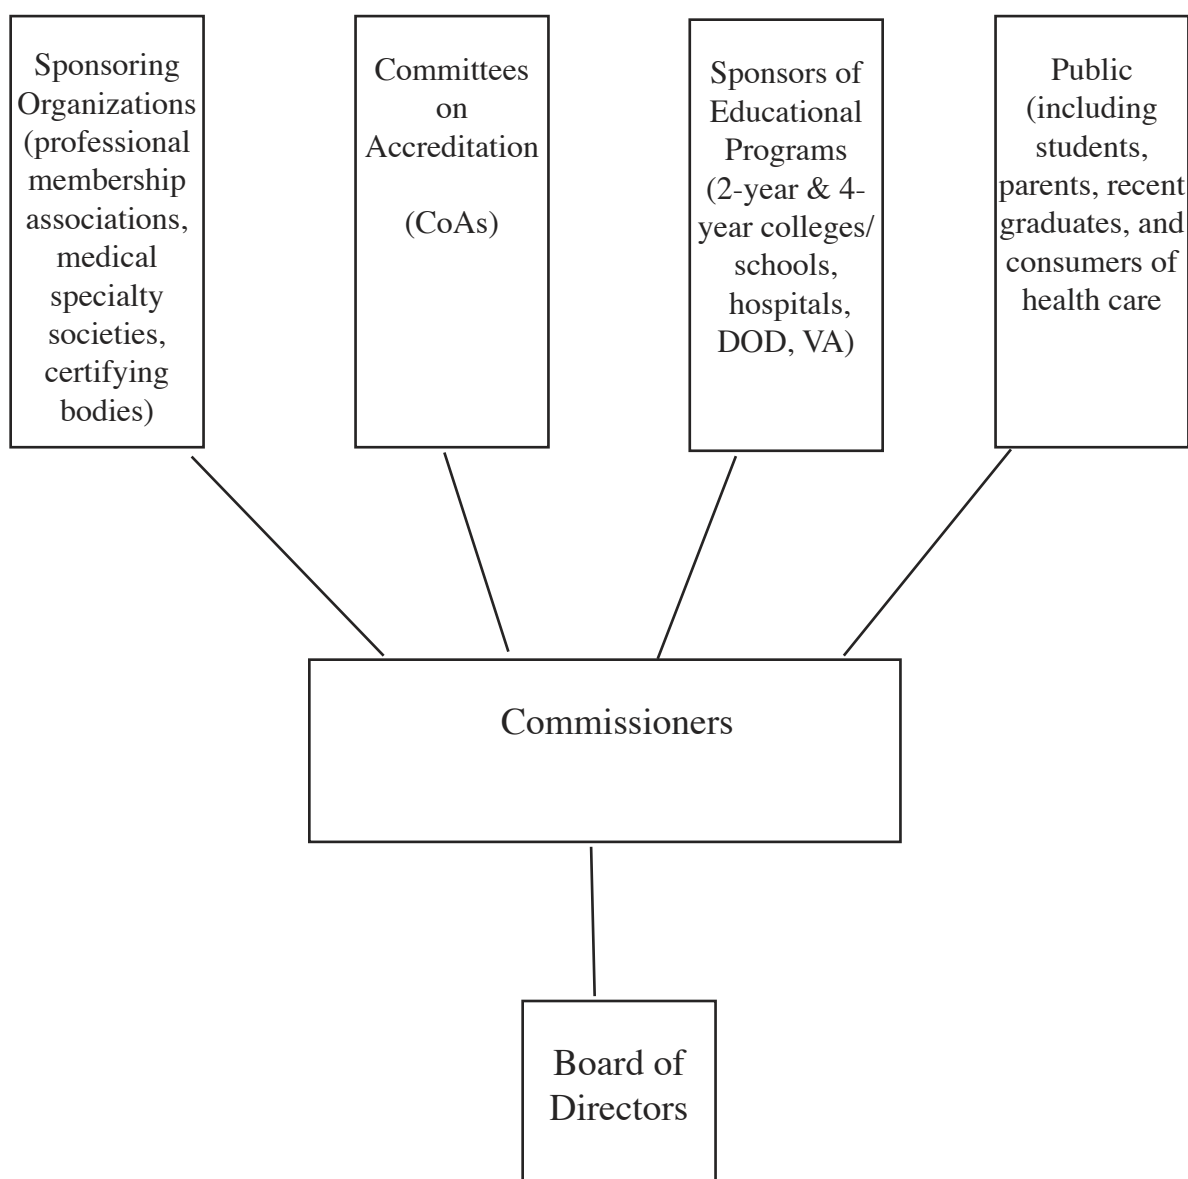 Sponsoring
Organizations
(professional
membership
associations,
medical
specialty
societies,
certifying
bodies)
Committees
on
Accreditation
(CoAs)
Sponsors of
Educational
Programs
(2-year & 4-
year colleges/
schools,
hospitals,
DOD, VA)
Public
(including
students,
parents, recent
graduates, and
consumers of
health care
Commissioners
Board of
Directors